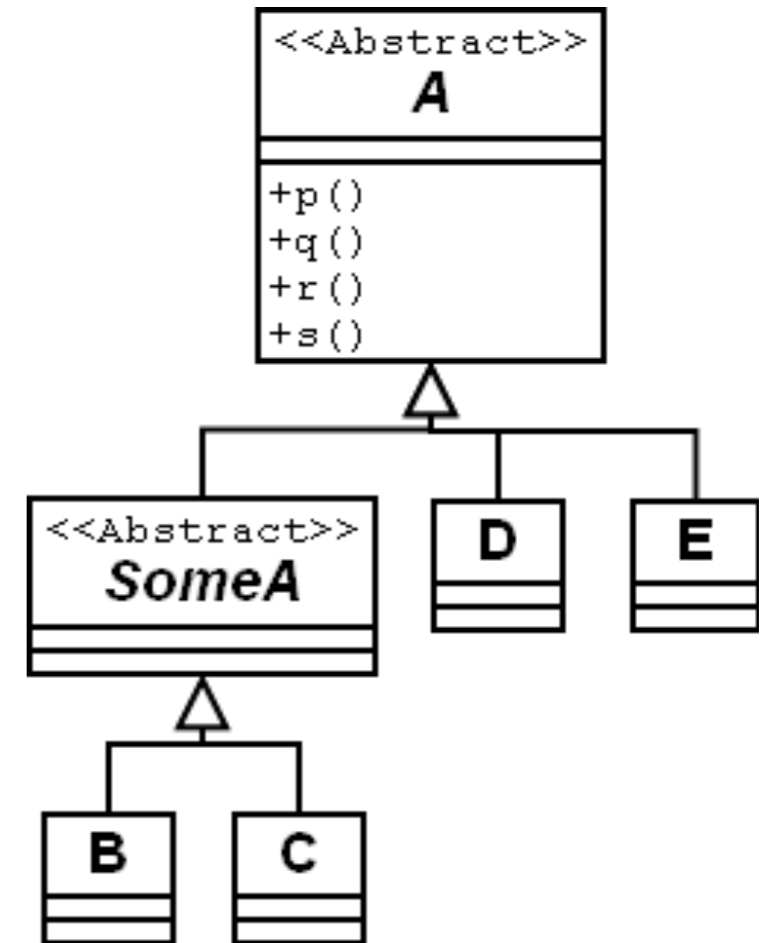 <<Abstract>>
A
+p()
+q()
+r()
+s()
<<Abstract>>
SomeA
D
E
B
C